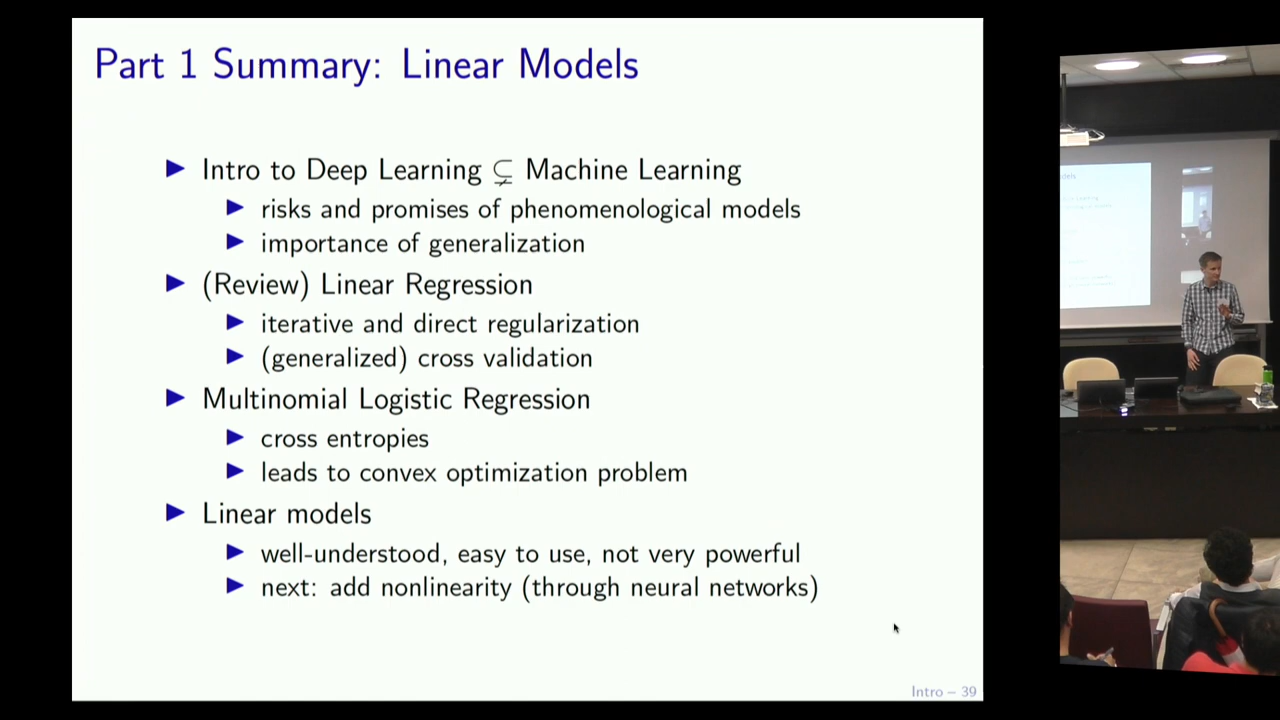 Part 1 Summary: Linear Models
▶ Intro to Deep Learning ⊊ Machine Learning
▶ risks and promises of phenomenological models
▶ importance of generalization
▶ (Review) Linear Regression
▶ iterative and direct regularization
▶ (generalized) cross validation
▶ Multinomial Logistic Regression
▶ cross entropies
▶ leads to convex optimization problem
▶ Linear models
▶ well-understood, easy to use, not very powerful
▶ next: add nonlinearity (through neural networks)
Intro – 39